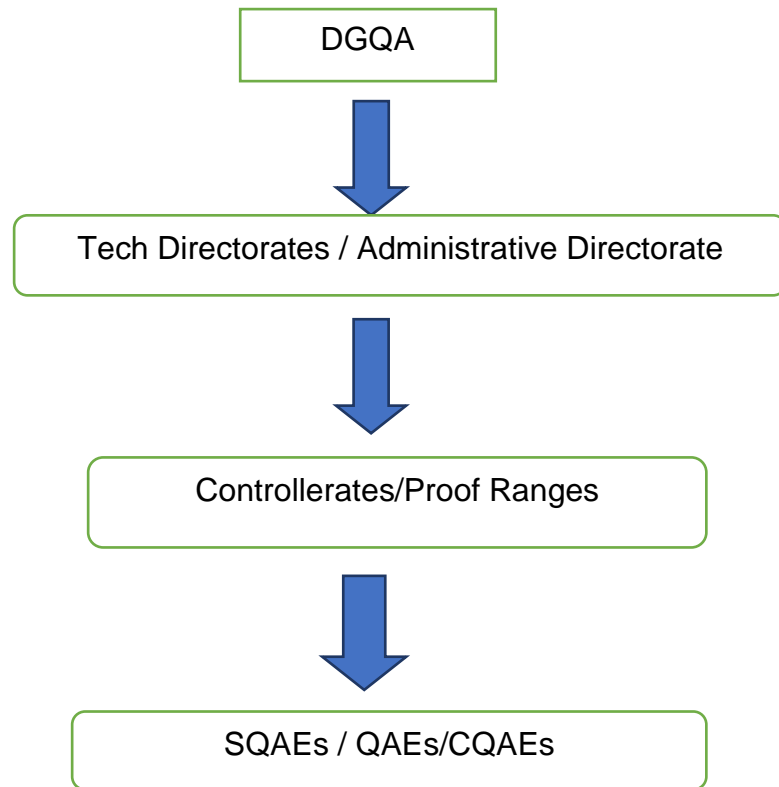 DGQA
Tech Directorates / Administrative Directorate
Controllerates/Proof Ranges
SQAEs / QAEs/CQAEs